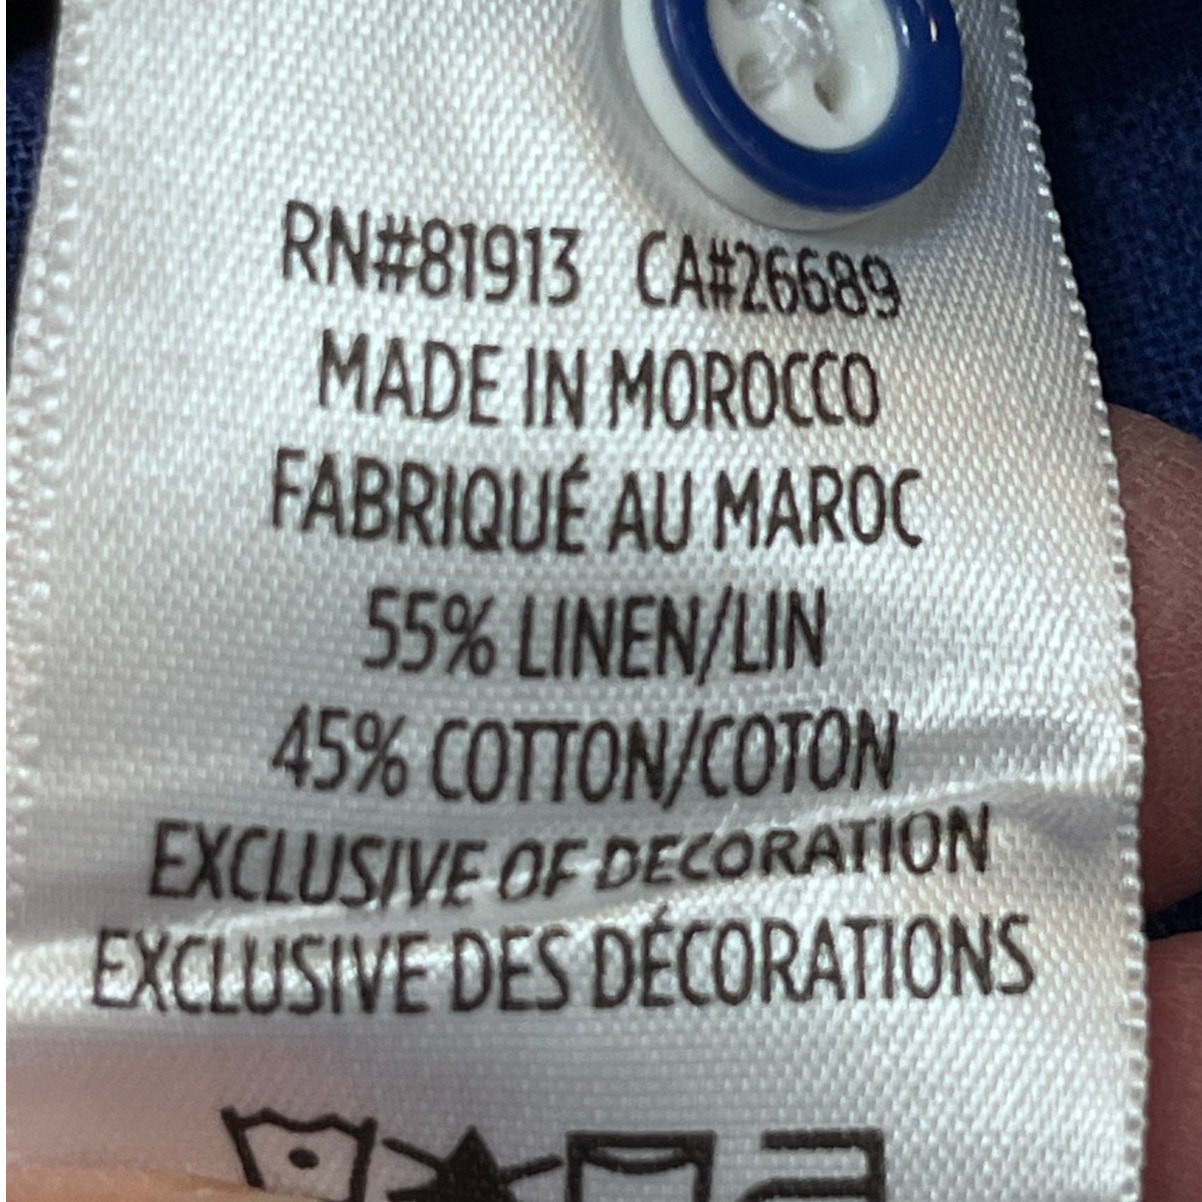 RN#81913 CA#26689
MADE IN MOROCCO
FABRIQUÉ AU MAROC
55% LINEN/LIN
45% COTTON/COTON
EXCLUSIVE OF DECORATION
EXCLUSIVE DES DÉCORATIONS